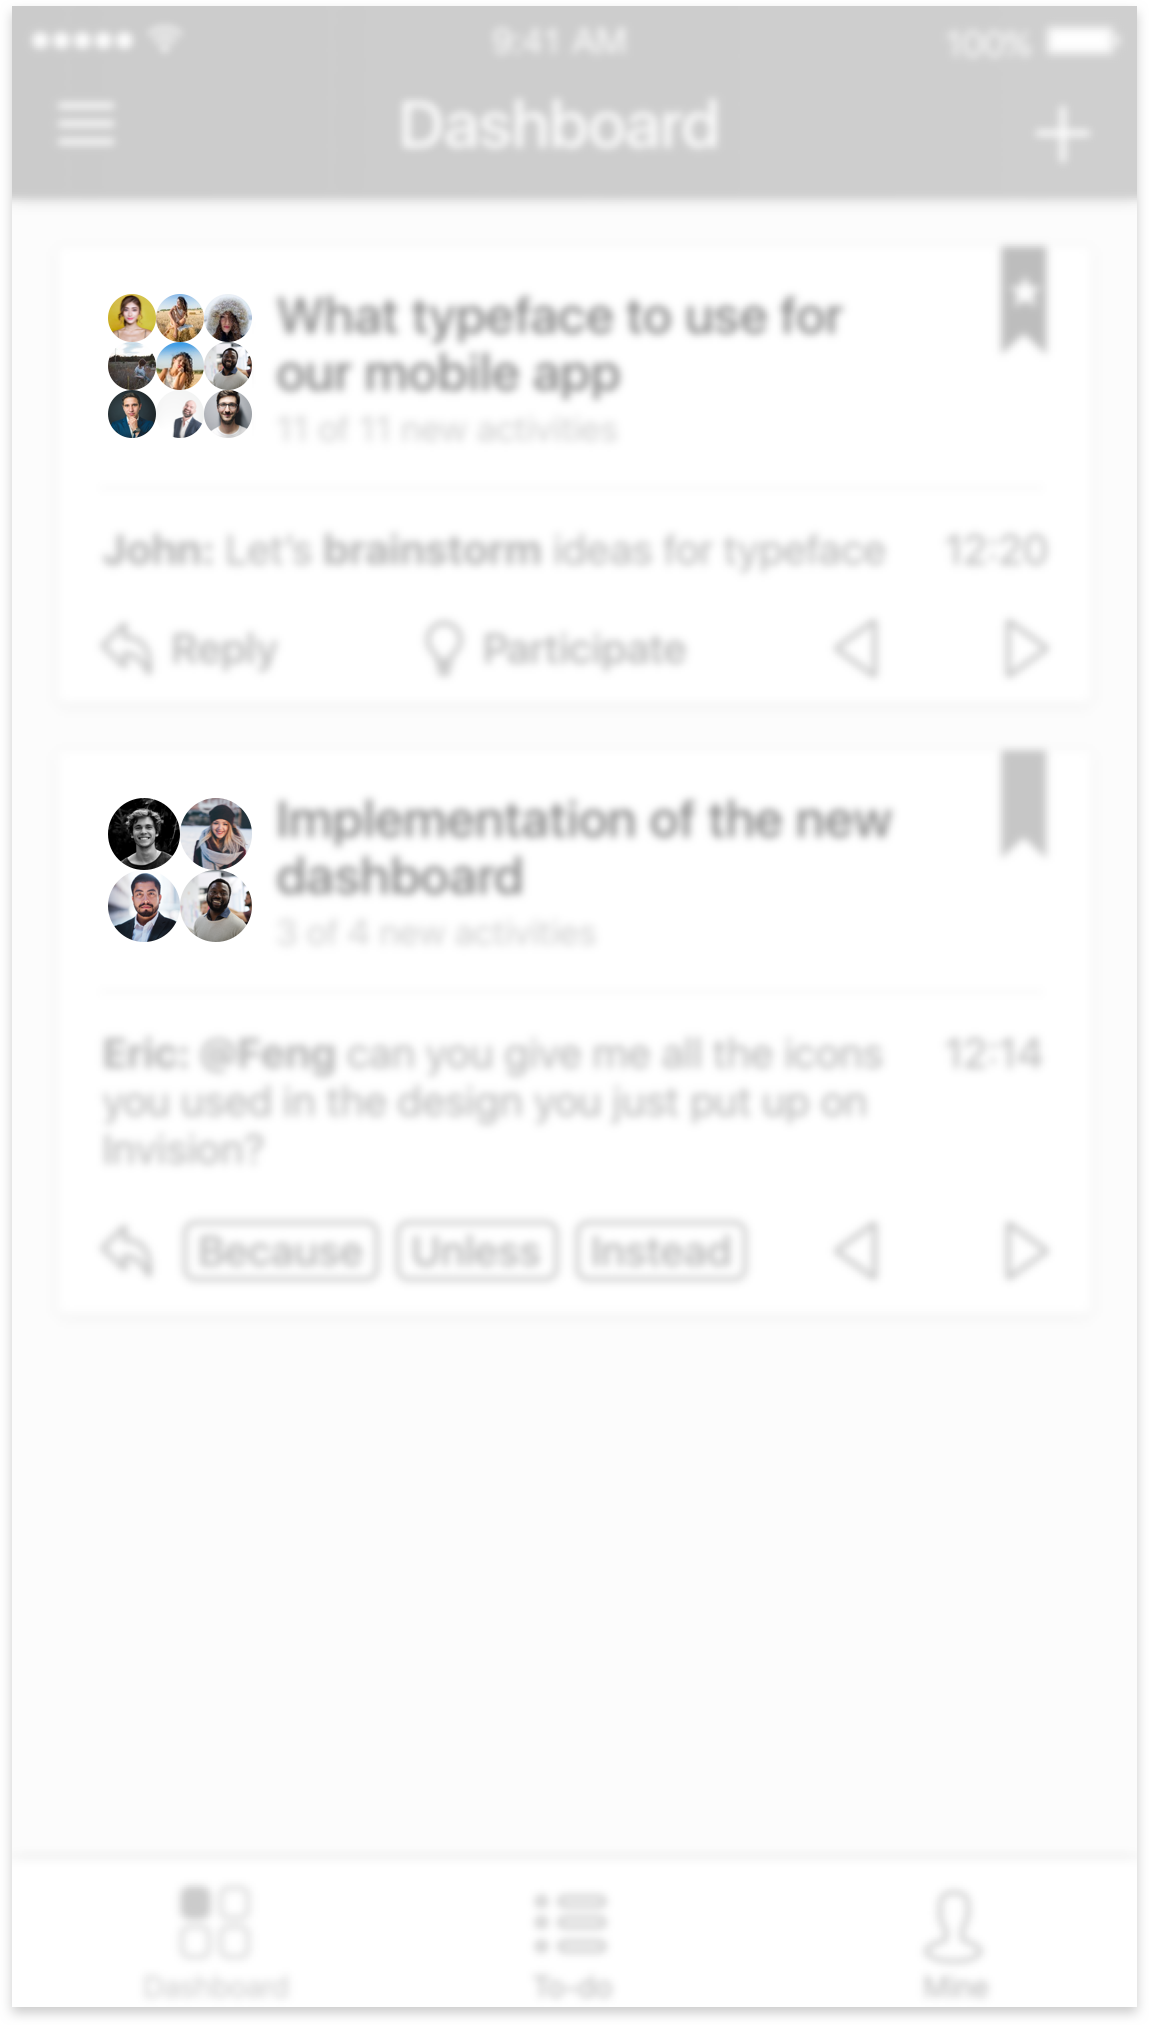 9:41 AM
100%
Dashboard
What typeface to use for
our mobile app
11 of 11 new activities
John: Let's brainstorm ideas for typeface
12:20
Reply
Participate
Implementation of the new
dashboard
3 of 4 new activities
Eric: @Feng can you give me all the icons
12:14
you used in the design you just put up on
Invision?
Because
Unless
Instead
Dashboard
To-do
Mine